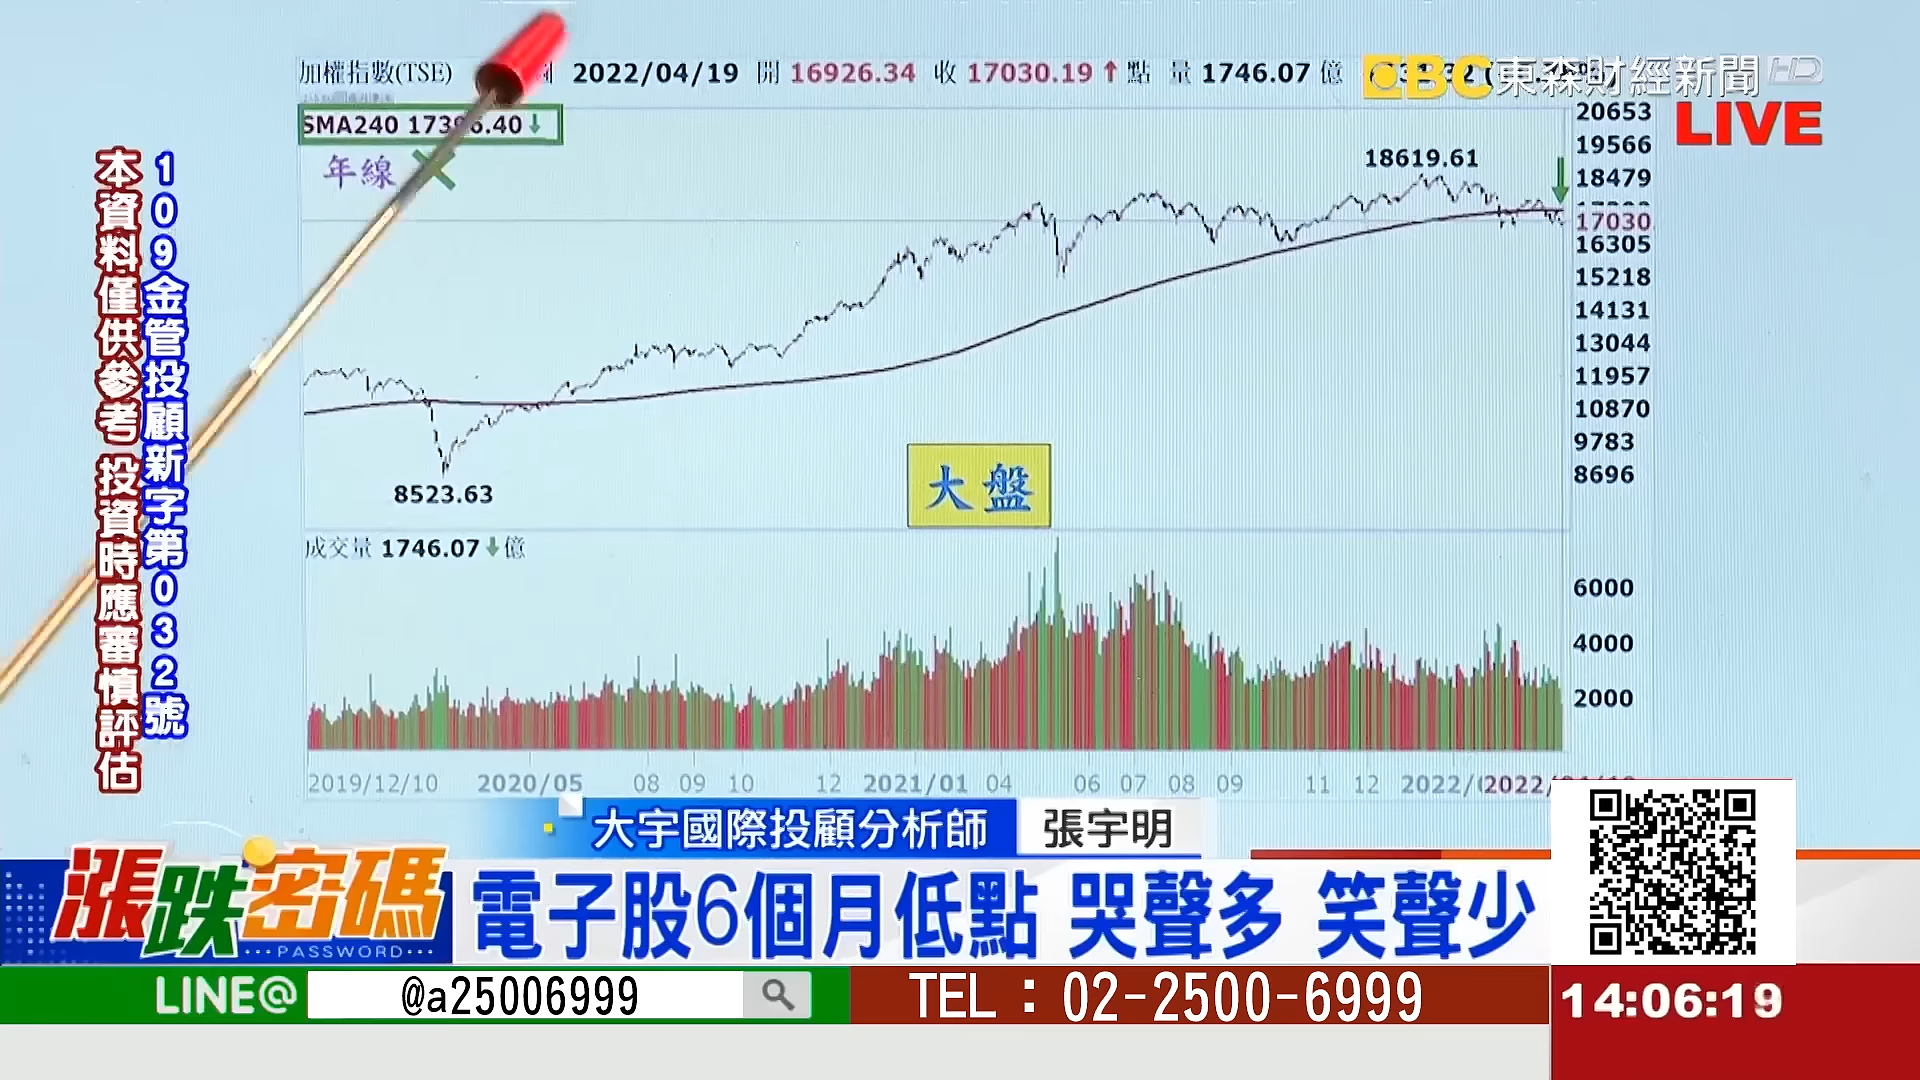 加權指數(TSE)
2022/04/19 開 16926.34 收 17030.19↑點 量 1746.07 億
EBC東森財經新聞HD
LIVE
SMA240
↓
年線
18619.61
8523.63
大盤
20653
19566
18479
17030
16305
15218
14131
13044
11957
10870
9783
8696
成交量 1746.07↓億
6000
4000
2000
2019/12/10 2020/05 08 09 10 12 2021/01 04 06 07 08 09 11 12
109金管投顧新字第032號
本資料僅供參考 投資時應審慎評估
大宇國際投顧分析師 張宇明
漲跌密碼
PASSWORD
電子股6個月低點 哭聲多 笑聲少
LINE@ @a25006999
TEL：02-2500-6999
14:06:19